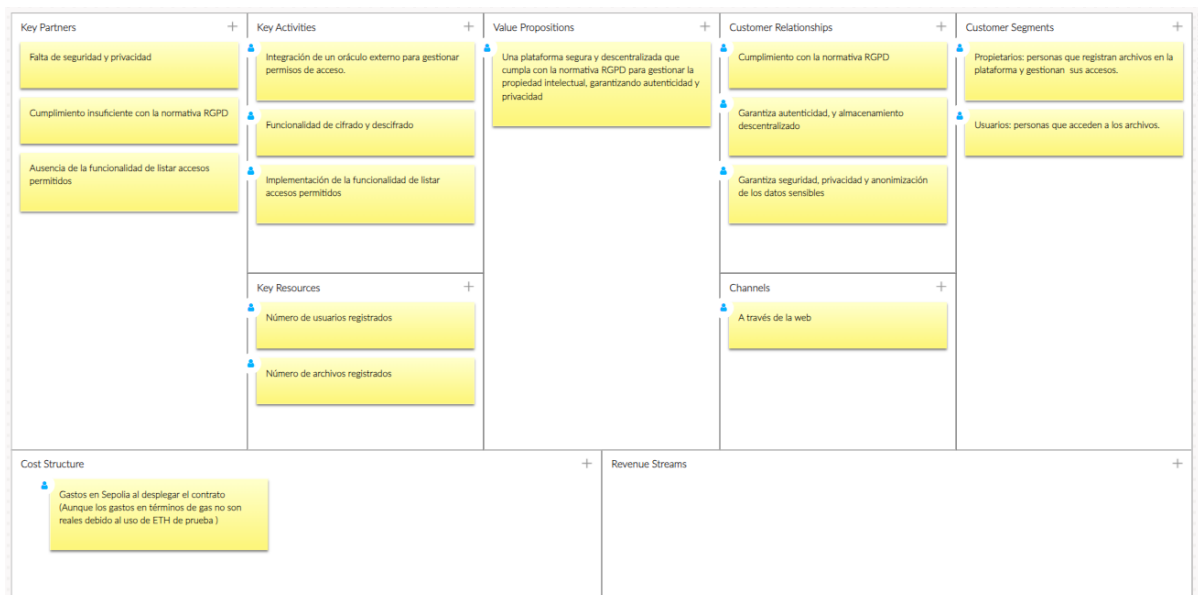 Key Partners +
Falta de seguridad y privacidad
Cumplimiento insuficiente con la normativa RGPD
Ausencia de la funcionalidad de listar accesos
permitidos
Key Activities +
Integración de un oráculo externo para gestionar
permisos de acceso.
Funcionalidad de cifrado y descifrado
Implementación de la funcionalidad de listar
accesos permitidos
Key Resources +
Número de usuarios registrados
Número de archivos registrados
Value Propositions +
Una plataforma segura y descentralizada que
cumpla con la normativa RGPD para gestionar la
propiedad intelectual, garantizando autenticidad y
privacidad
Customer Relationships +
Cumplimiento con la normativa RGPD
Garantiza autenticidad, y almacenamiento
descentralizado
Garantiza seguridad, privacidad y anonimización
de los datos sensibles
Channels +
A través de la web
Customer Segments +
Propietarios: personas que registran archivos en la
plataforma y gestionan sus accesos.
Usuarios: personas que acceden a los archivos.
Cost Structure +
Gastos en Sepolia al desplegar el contrato
(Aunque los gastos en términos de gas no son
reales debido al uso de ETH de prueba )
Revenue Streams +